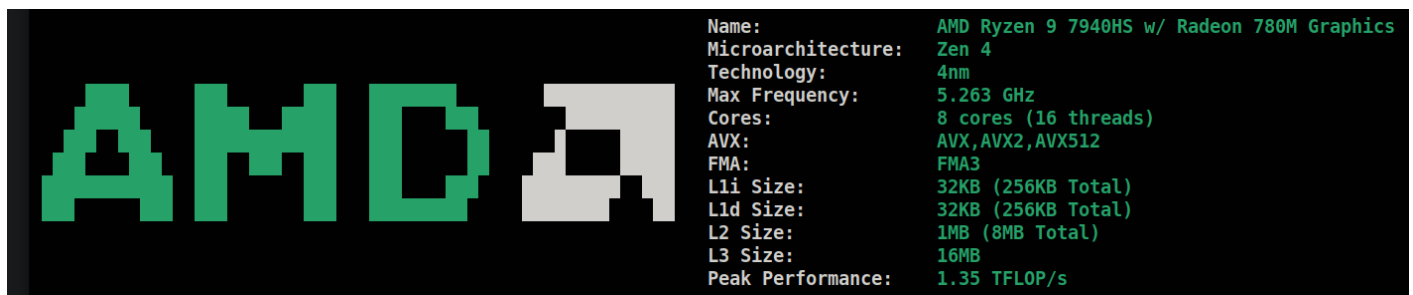 AMD
Name: AMD Ryzen 9 7940HS w/ Radeon 780M Graphics
Microarchitecture: Zen 4
Technology: 4nm
Max Frequency: 5.263 GHz
Cores: 8 cores (16 threads)
AVX: AVX,AVX2,AVX512
FMA: FMA3
L1i Size: 32KB (256KB Total)
L1d Size: 32KB (256KB Total)
L2 Size: 1MB (8MB Total)
L3 Size: 16MB
Peak Performance: 1.35 TFLOP/s